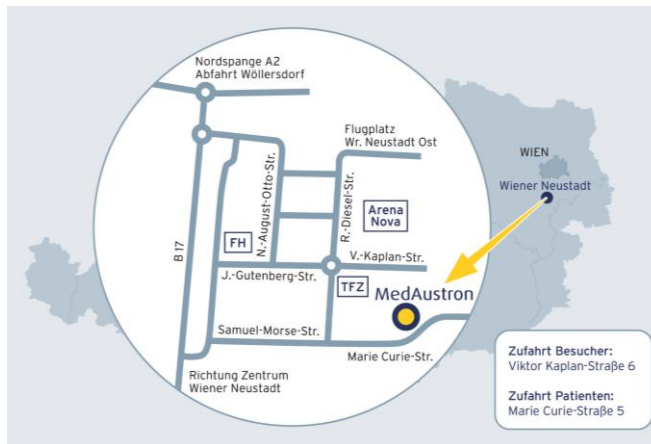 Nordspange A2
Abfahrt Wöllersdorf
Flugplatz
Wr. Neustadt Ost
WIEN
Wiener Neustadt
N.-August-Otto-Str.
R.-Diesel-Str.
Arena
Nova
FH
B 17
V.-Kaplan-Str.
J.-Gutenberg-Str.
TFZ
MedAustron
Samuel-Morse-Str.
Marie Curie-Str.
Richtung Zentrum
Wiener Neustadt
Zufahrt Besucher:
Viktor Kaplan-Straße 6
Zufahrt Patienten:
Marie Curie-Straße 5